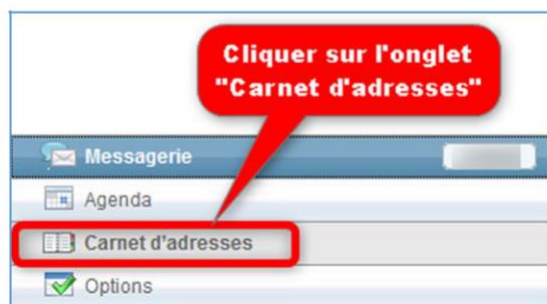 Cliquer sur l'onglet
"Carnet d'adresses"
Messagerie
Agenda
Carnet d'adresses
Options